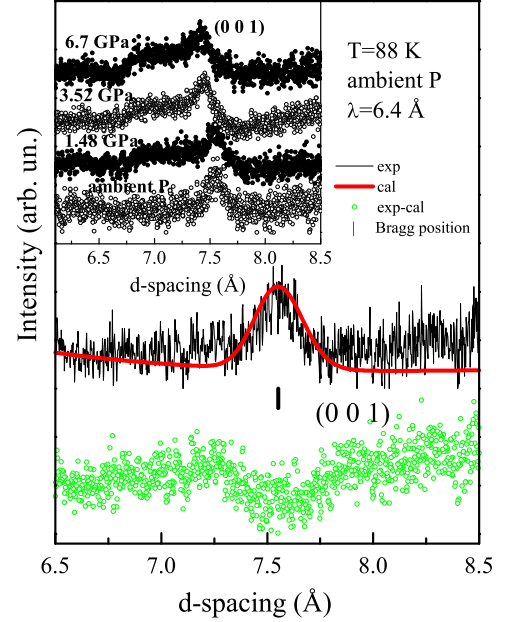 6.7 GPa
(0 0 1)
3.52 GPa
1.48 GPa
ambient P.
6.5 7.0 7.5 8.0 8.5
d-spacing (Å)
T=88 K
ambient P
λ=6.4 Å
exp
cal
exp-cal
Bragg position
Intensity (arb. un.)
(0 0 1)
6.5 7.0 7.5 8.0 8.5
d-spacing (Å)